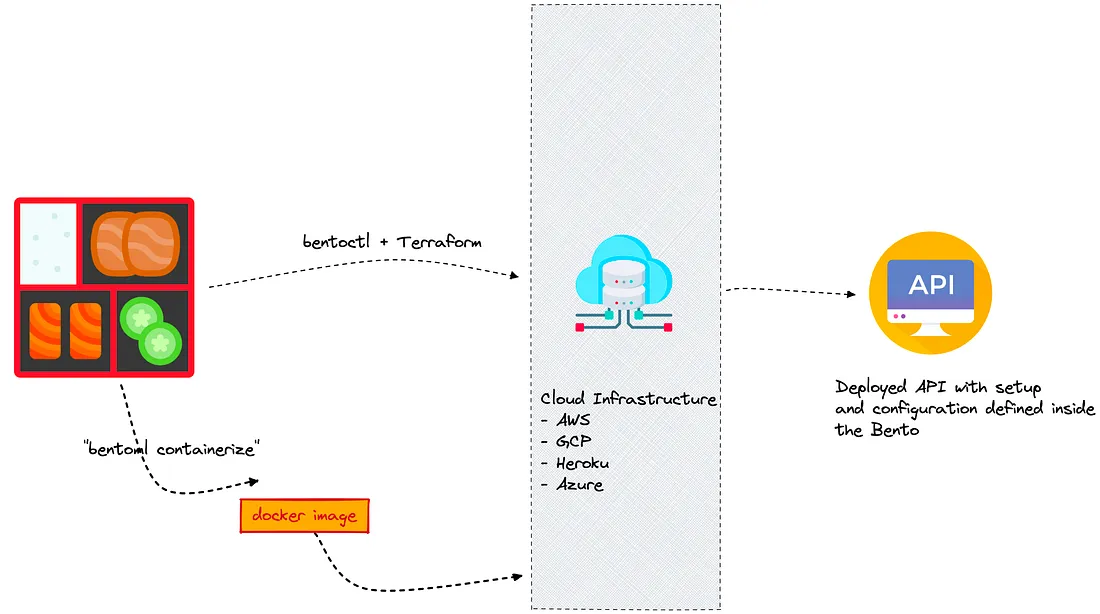 bentoctl + Terraform
API
Cloud Infrastructure
- AWS
- GCP
- Heroku
- Azure
Deployed API with setup
and configuration defined inside
the Bento
"bentoml containerize"
docker image